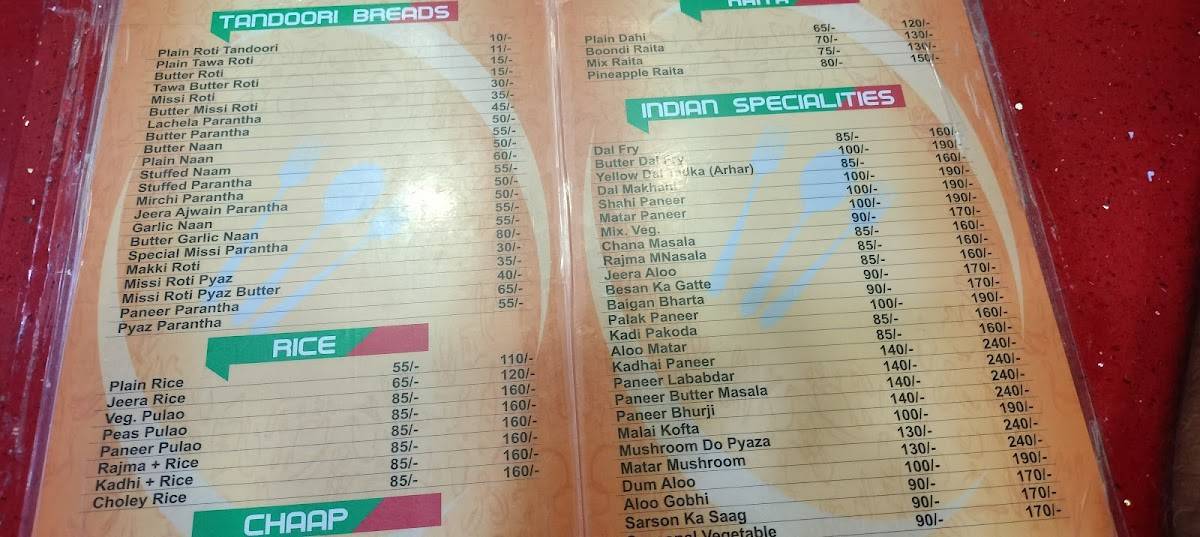 TANDOORI BREADS
Plain Roti Tandoori 10/-
Plain Tawa Roti 11/-
Butter Roti 15/-
Tawa Butter Roti 15/-
Missi Roti 30/-
Butter Missi Roti 35/-
Lachela Parantha 45/-
Butter Parantha 50/-
Butter Naan 55/-
Plain Naan 50/-
Stuffed Naam 60/-
Stuffed Parantha 55/-
Mirchi Parantha 50/-
Jeera Ajwain Parantha 50/-
Garlic Naan 55/-
Butter Garlic Naan 55/-
Special Missi Parantha 80/-
Makki Roti 30/-
Missi Roti Pyaz 35/-
Missi Roti Pyaz Butter 40/-
Paneer Parantha 65/-
Pyaz Parantha 55/-
RICE
Plain Rice 55/- 110/-
Jeera Rice 65/- 120/-
Veg. Pulao 85/- 160/-
Peas Pulao 85/- 160/-
Paneer Pulao 85/- 160/-
Rajma + Rice 85/- 160/-
Kadhi + Rice 85/- 160/-
Choley Rice 85/- 160/-
CHAAP
RAITA
Plain Dahi 65/- 120/-
Boondi Raita 70/- 130/-
Mix Raita 75/- 130/-
Pineapple Raita 80/- 150/-
INDIAN SPECIALITIES
Dal Fry 85/- 160/-
Butter Dal Fry 100/- 190/-
Yellow Dal Tadka (Arhar) 85/- 160/-
Dal Makhani 100/- 190/-
Shahi Paneer 100/- 190/-
Matar Paneer 100/- 190/-
Mix. Veg. 90/- 170/-
Chana Masala 85/- 160/-
Rajma MNasala 85/- 160/-
Jeera Aloo 85/- 160/-
Besan Ka Gatte 90/- 170/-
Baigan Bharta 90/- 170/-
Palak Paneer 100/- 190/-
Kadi Pakoda 85/- 160/-
Aloo Matar 85/- 160/-
Kadhai Paneer 140/- 240/-
Paneer Lababdar 140/- 240/-
Paneer Butter Masala 140/- 240/-
Paneer Bhurji 140/- 240/-
Malai Kofta 100/- 190/-
Mushroom Do Pyaza 130/- 240/-
Matar Mushroom 130/- 240/-
Dum Aloo 100/- 190/-
Aloo Gobhi 90/- 170/-
Sarson Ka Saag 90/- 170/-
Seasonal Vegetable 90/- 170/-